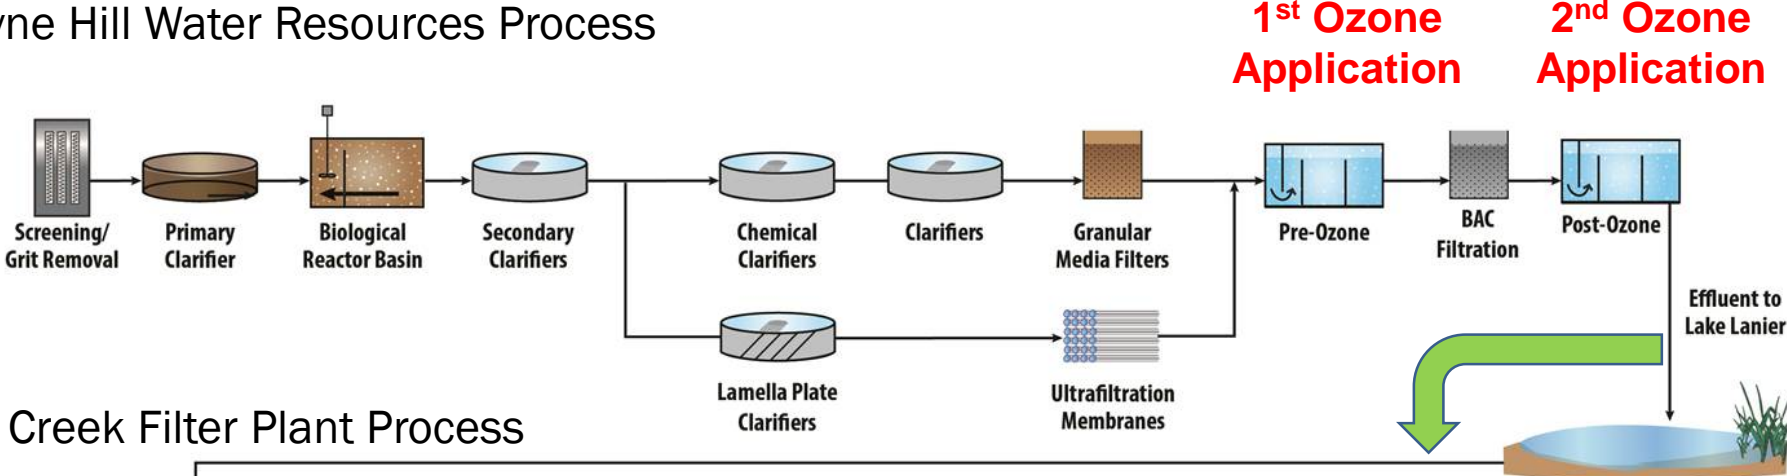 yne Hill Water Resources Process
1st Ozone
Application
2nd Ozone
Application
Screening/
Grit Removal
Primary
Clarifier
Biological
Reactor Basin
Secondary
Clarifiers
Chemical
Clarifiers
Clarifiers
Granular
Media Filters
Pre-Ozone
BAC
Filtration
Post-Ozone
Effluent to
Lake Lanier
Lamella Plate
Clarifiers
Ultrafiltration
Membranes
Creek Filter Plant Process